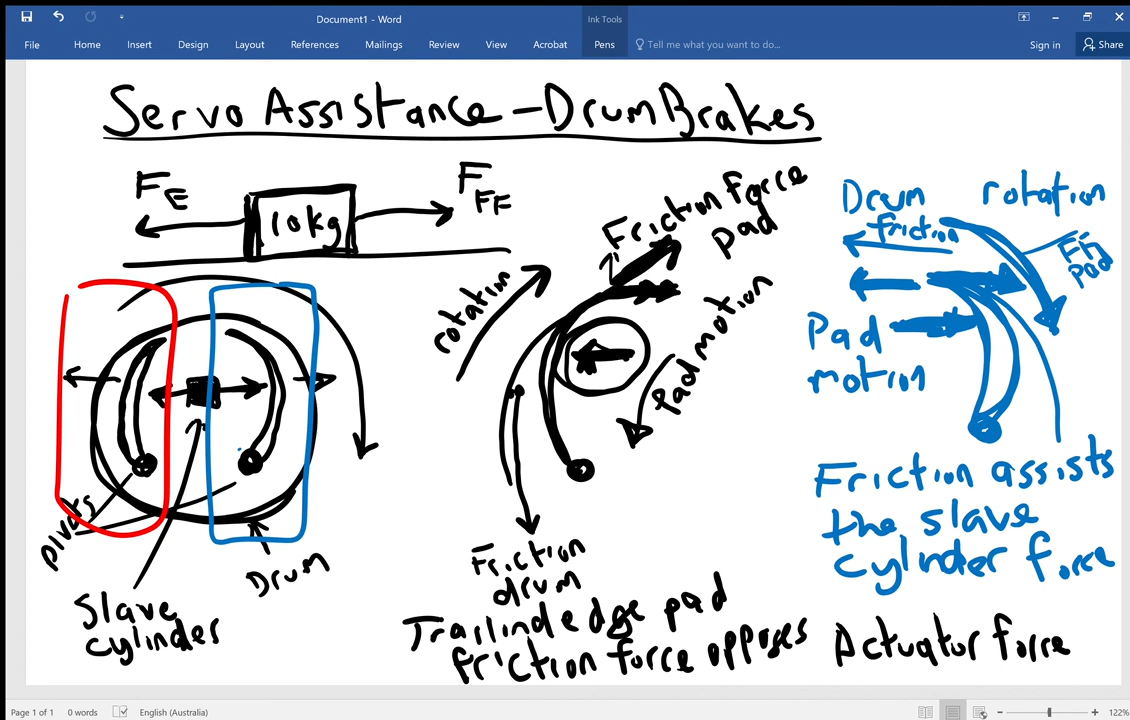 Document1 - Word
Ink Tools
File Home Insert Design Layout References Mailings Review View Acrobat Pens Tell me what you want to do... Sign in Share
Servo Assistance - Drum Brakes
FE
FFF
10kg
Friction force
pad
rotation
Pad motion
Drum rotation
friction
pad
Pad
motion
pivots
Drum
Slave
cylinder
Friction
drum
Friction assists
the slave
cylinder force
Trailind edge pad
friction force opposes Actuator force
Page 1 of 1 0 words English (Australia) 122%